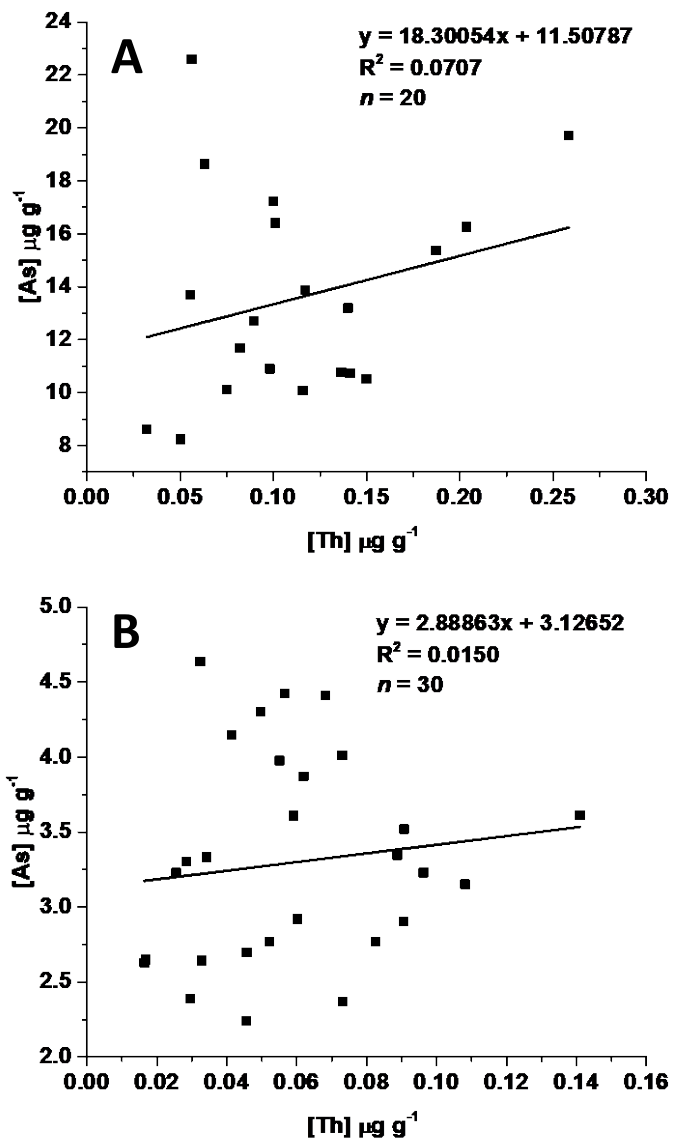 A
y = 18.30054x + 11.50787
R² = 0.0707
n = 20
24
22
20
18
16
14
12
10
8
[As] µg g⁻¹
0.00 0.05 0.10 0.15 0.20 0.25 0.30
[Th] µg g⁻¹
B
y = 2.88863x + 3.12652
R² = 0.0150
n = 30
5.0
4.5
4.0
3.5
3.0
2.5
2.0
[As] µg g⁻¹
0.00 0.02 0.04 0.06 0.08 0.10 0.12 0.14 0.16
[Th] µg g⁻¹